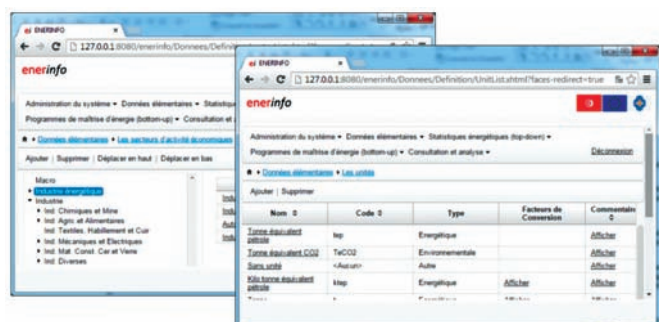 ENERINFO
127.0.0.1:8080/enerinfo/Donnees/Definition/
enerinfo
Administration du système Données élémentaires Statistiqu
Programmes de maîtrise d'énergie (bottom-up) Consultation et a
Données élémentaires Les secteurs d'activité économiques
Ajouter | Supprimer | Déplacer en haut | Déplacer en bas
Macro
Industrie énergétique
Industrie
Ind. Chimiques et Mine
Ind. Agro. et Alimentaires
Ind. Textiles, Habillement et Cuir
Ind. Mécaniques et Electriques
Ind. Mat. Const. Cer et Verre
Ind. Diverses
ENERINFO
127.0.0.1:8080/enerinfo/Donnees/Definition/UnitList.xhtml?faces-redirect=true
enerinfo
Administration du système Données élémentaires Statistiques énergétiques (top-down)
Programmes de maîtrise d'énergie (bottom-up) Consultation et analyse Déconnexion
Données élémentaires Les unités
Ajouter | Supprimer
Nom Code Type Facteurs de Conversion Commentaire
Tonne équivalent pétrole tep Energétique Afficher
Tonne équivalent CO2 TeCO2 Environnementale Afficher
Sans unité <Aucun> Autre Afficher
Kilo tonne équivalent pétrole ktep Energétique Afficher Afficher